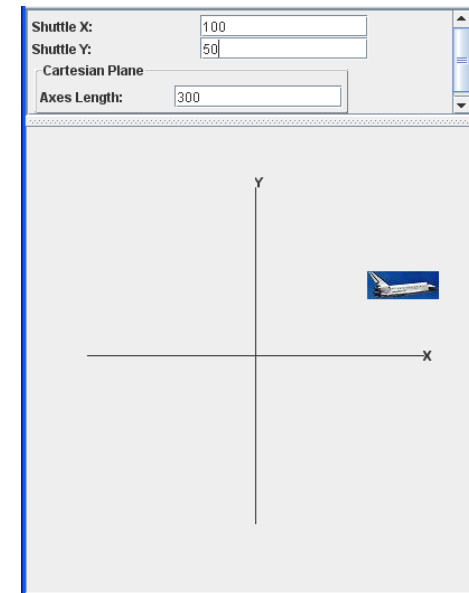 Shuttle X: 100
Shuttle Y: 50
Cartesian Plane
Axes Length: 300
Y
X